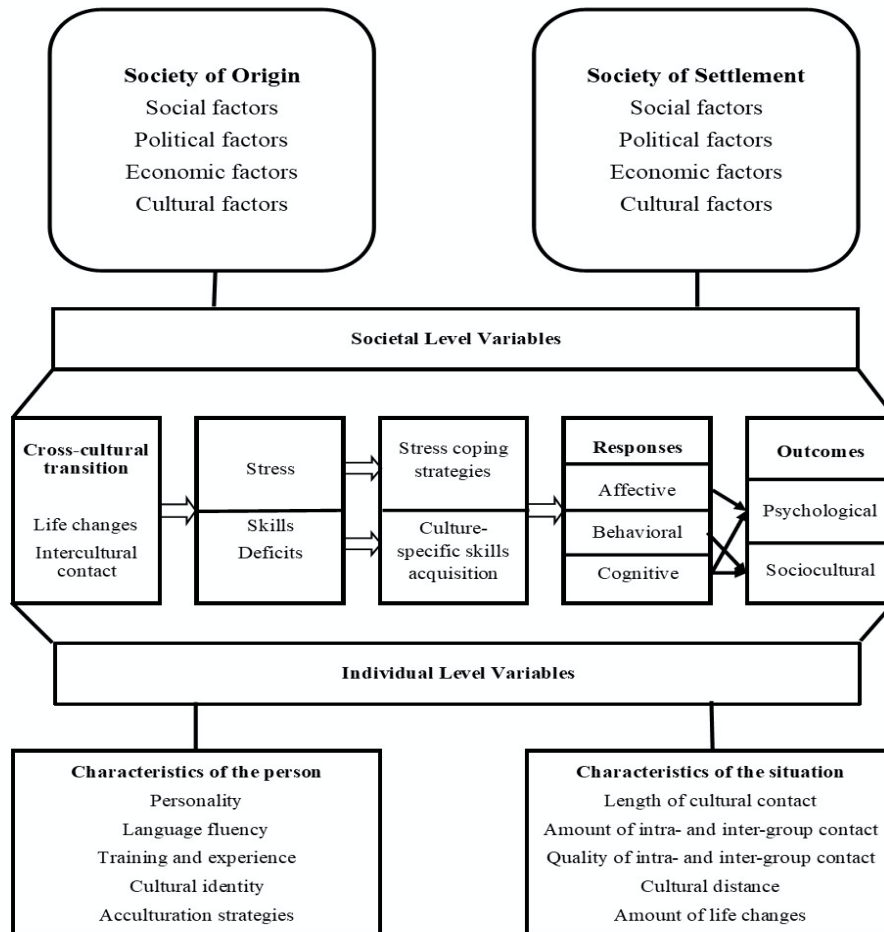 Society of Origin
Social factors
Political factors
Economic factors
Cultural factors
Society of Settlement
Social factors
Political factors
Economic factors
Cultural factors
Societal Level Variables
Cross-cultural
transition
Life changes
Intercultural
contact
Stress
Skills
Deficits
Stress coping
strategies
Culture-
specific skills
acquisition
Responses
Affective
Behavioral
Cognitive
Outcomes
Psychological
Sociocultural
Individual Level Variables
Characteristics of the person
Personality
Language fluency
Training and experience
Cultural identity
Acculturation strategies
Characteristics of the situation
Length of cultural contact
Amount of intra- and inter-group contact
Quality of intra- and inter-group contact
Cultural distance
Amount of life changes